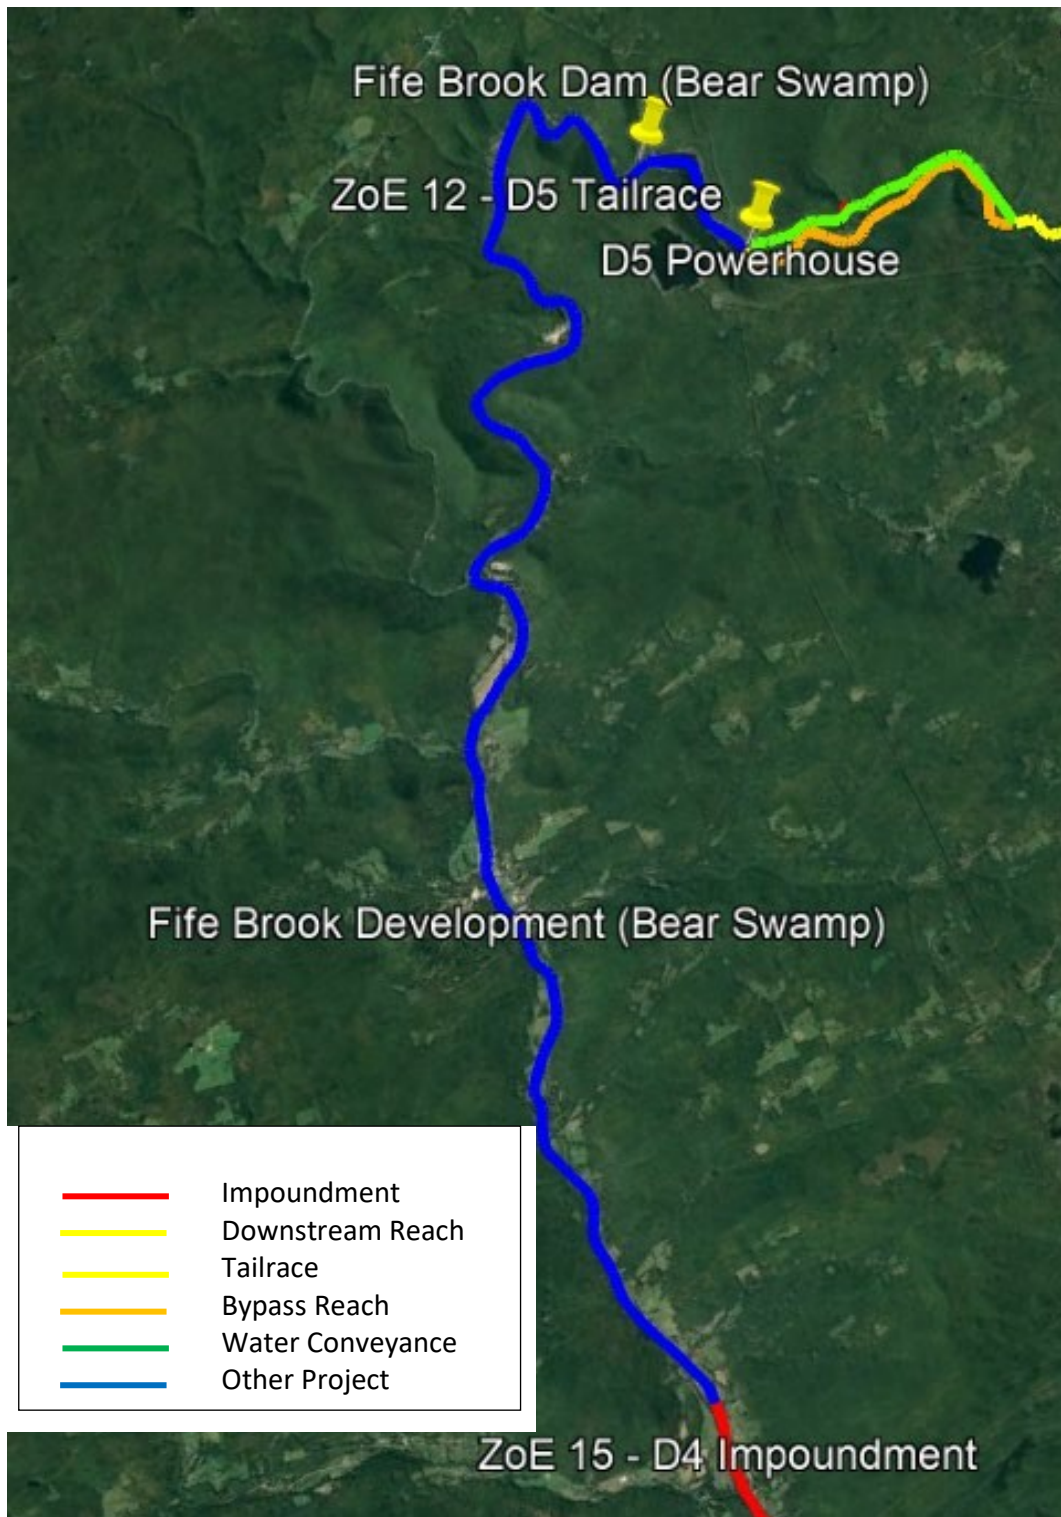 Fife Brook Dam (Bear Swamp)
ZoE 12 - D5 Tailrace
D5 Powerhouse
Fife Brook Development (Bear Swamp)
Impoundment
Downstream Reach
Tailrace
Bypass Reach
Water Conveyance
Other Project
ZoE 15 - D4 Impoundment